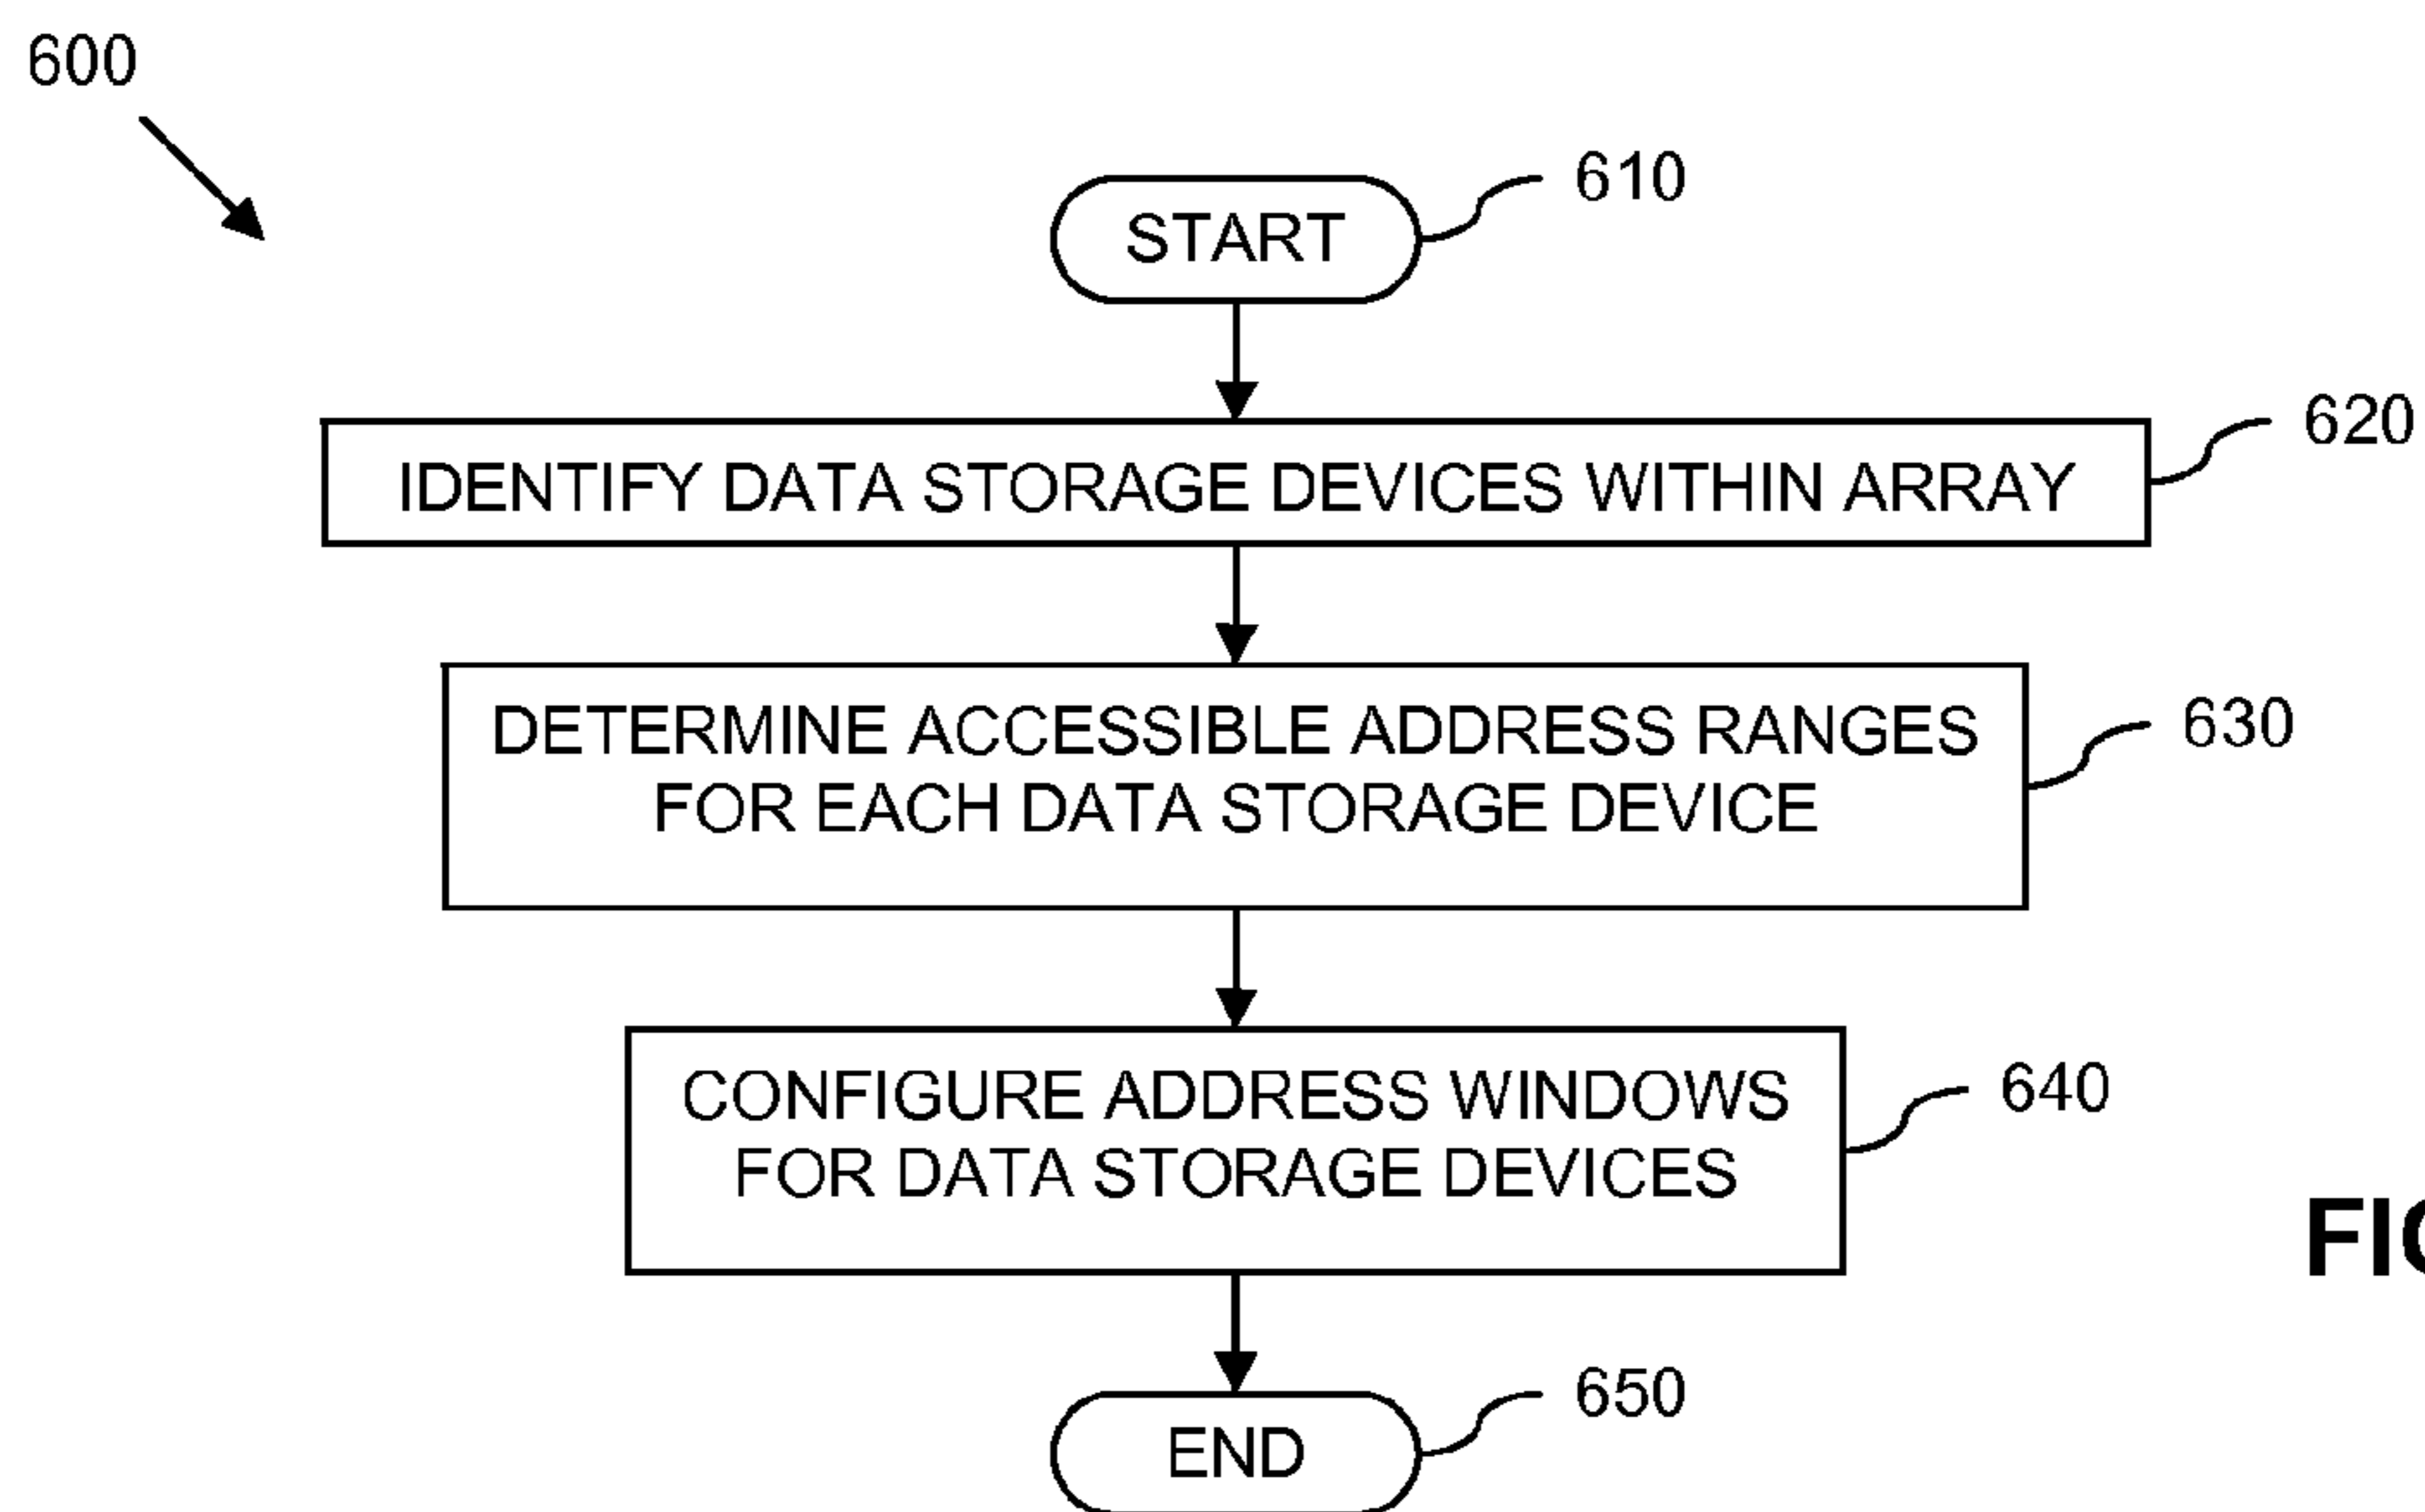 600
START
610
IDENTIFY DATA STORAGE DEVICES WITHIN ARRAY
620
DETERMINE ACCESSIBLE ADDRESS RANGES
FOR EACH DATA STORAGE DEVICE
630
CONFIGURE ADDRESS WINDOWS
FOR DATA STORAGE DEVICES
640
END
650